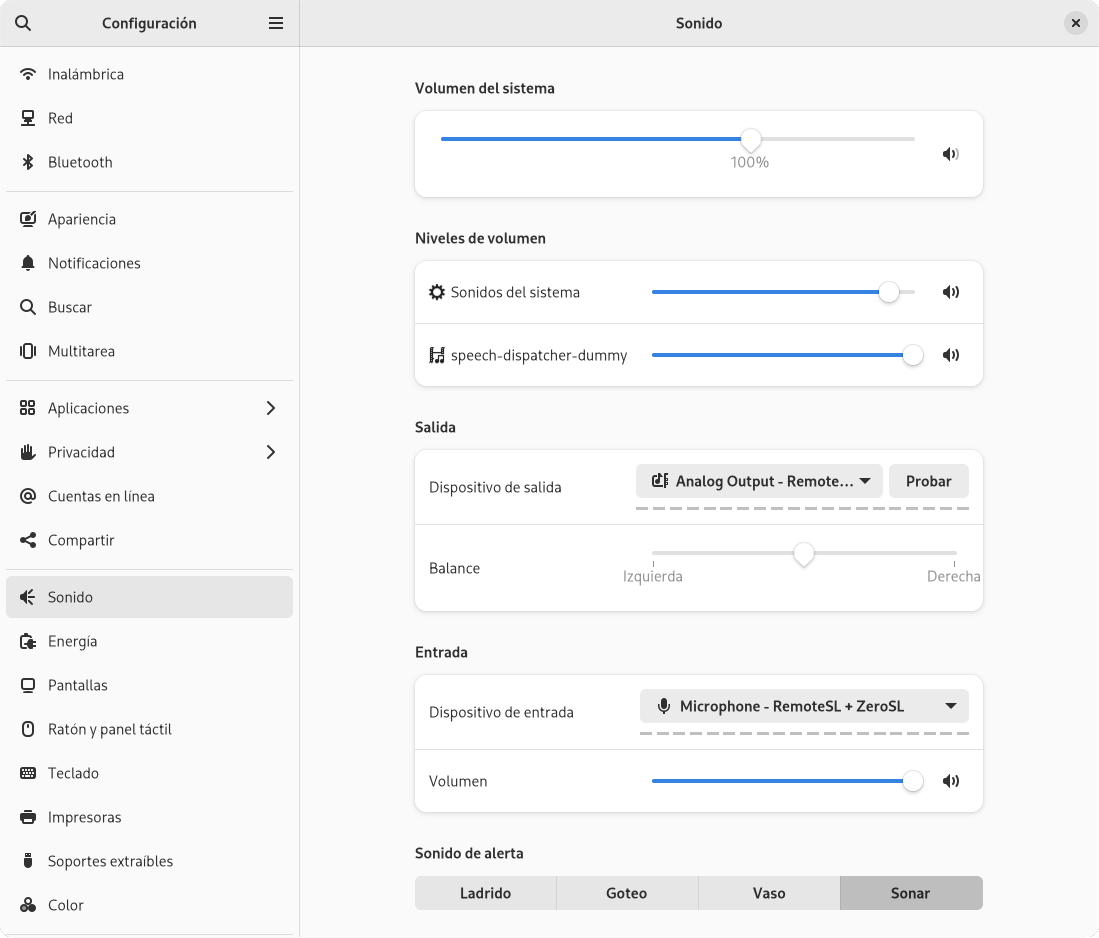 Configuración
Sonido
Inalámbrica
Red
Bluetooth
Apariencia
Notificaciones
Buscar
Multitarea
Aplicaciones
Privacidad
Cuentas en línea
Compartir
Sonido
Energía
Pantallas
Ratón y panel táctil
Teclado
Impresoras
Soportes extraíbles
Color
Volumen del sistema
100%
Niveles de volumen
Sonidos del sistema
speech-dispatcher-dummy
Salida
Dispositivo de salida
Analog Output - Remote…
Probar
Balance
Izquierda
Derecha
Entrada
Dispositivo de entrada
Microphone - RemoteSL + ZeroSL
Volumen
Sonido de alerta
Ladrido
Goteo
Vaso
Sonar